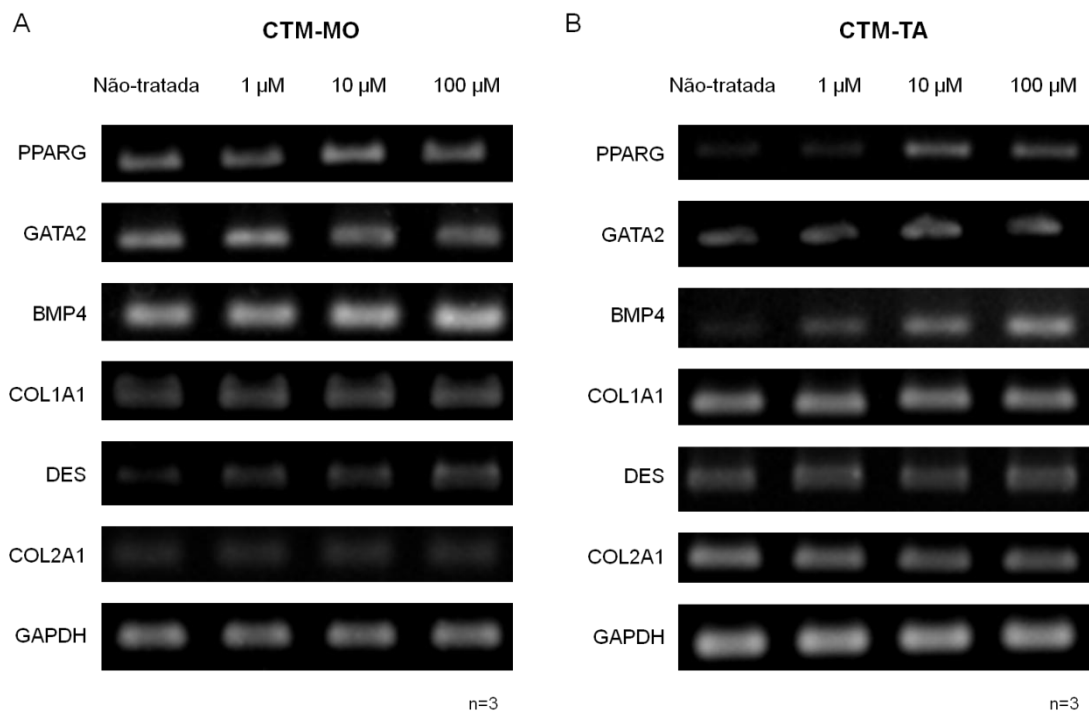 A
CTM-MO
Não-tratada 1 µM 10 µM 100 µM
PPARG
GATA2
BMP4
COL1A1
DES
COL2A1
GAPDH
n=3
B
CTM-TA
Não-tratada 1 µM 10 µM 100 µM
PPARG
GATA2
BMP4
COL1A1
DES
COL2A1
GAPDH
n=3